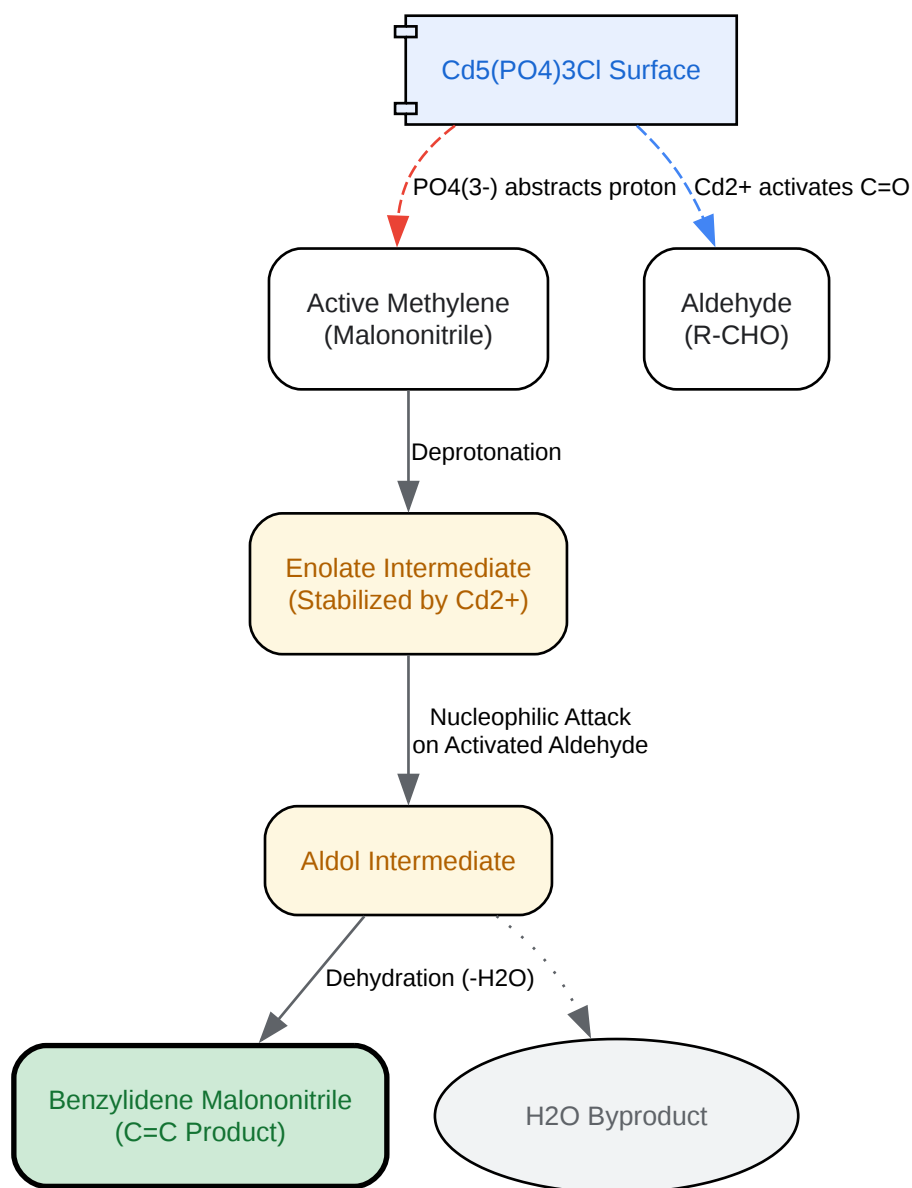 Cd5(PO4)3Cl Surface
PO4(3-) abstracts proton
Cd2+ activates C=O
Active Methylene
(Malononitrile)
Aldehyde
(R-CHO)
Deprotonation
Enolate Intermediate
(Stabilized by Cd2+)
Nucleophilic Attack
on Activated Aldehyde
Aldol Intermediate
Dehydration (-H2O)
Benzylidene Malononitrile
(C=C Product)
H2O Byproduct